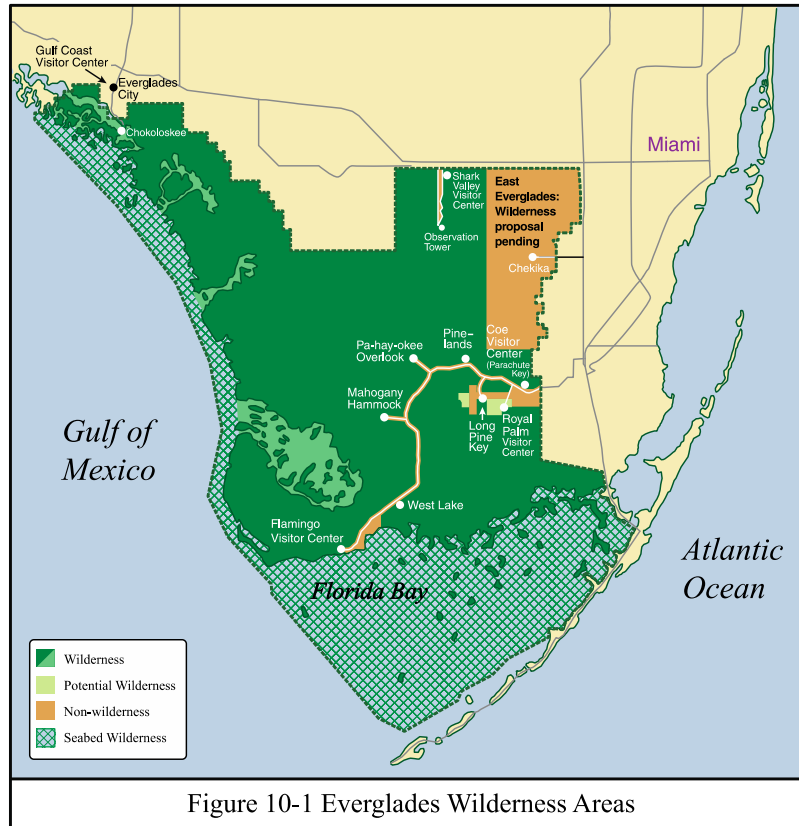 Gulf Coast
Visitor Center
Everglades
City
Chokoloskee
Miami
Shark
Valley
Visitor
Center
East
Everglades:
Wilderness
proposal
pending
Observation
Tower
Chekika
Pa-hay-okee
Overlook
Pine-
lands
Coe
Visitor
Center
(Parachute
Key)
Mahogany
Hammock
Long
Pine
Key
Royal
Palm
Visitor
Center
Gulf of
Mexico
West Lake
Flamingo
Visitor Center
Florida Bay
Atlantic
Ocean
Wilderness
Potential Wilderness
Non-wilderness
Seabed Wilderness
Figure 10-1 Everglades Wilderness Areas